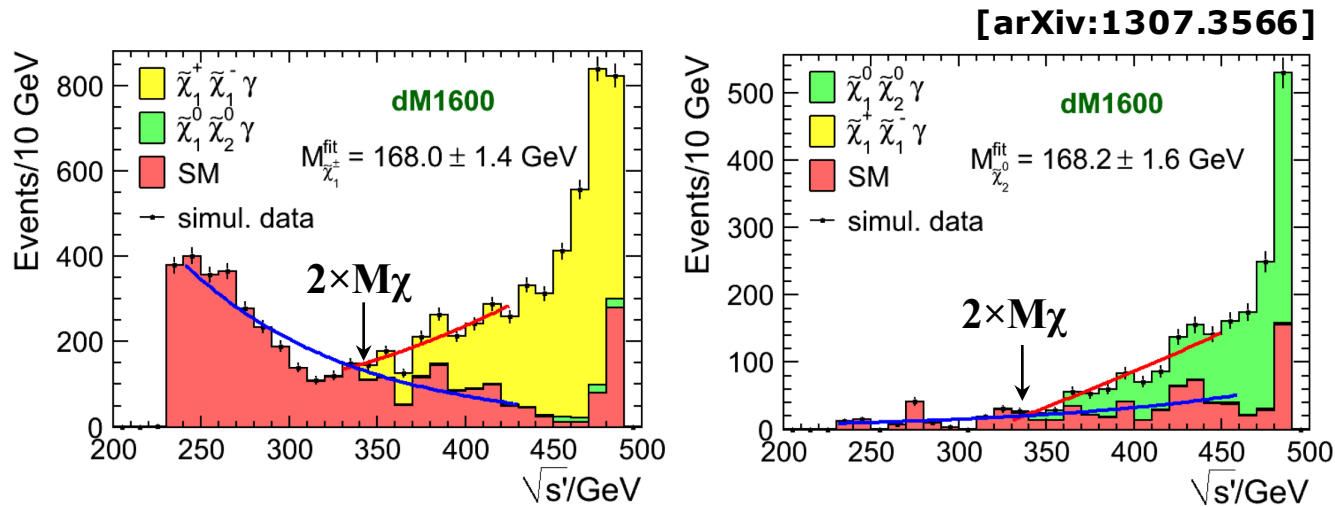 [arXiv:1307.3566]
Events/10 GeV
800
600
400
200
0
χ̃₁⁺ χ̃₁⁻ γ
χ̃₁⁰ χ̃₂⁰ γ
SM
simul. data
dM1600
M^fit_χ̃₁± = 168.0 ± 1.4 GeV
2×Mχ
200 250 300 350 400 450 500
√s'/GeV
Events/10 GeV
500
400
300
200
100
0
χ̃₁⁰ χ̃₂⁰ γ
χ̃₁⁺ χ̃₁⁻ γ
SM
simul. data
dM1600
M^fit_χ̃₂⁰ = 168.2 ± 1.6 GeV
2×Mχ
200 250 300 350 400 450 500
√s'/GeV